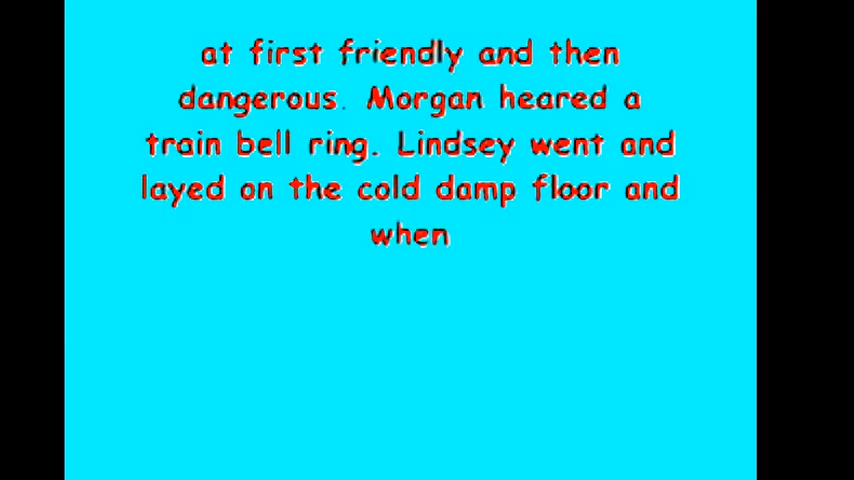 at first friendly and then
dangerous. Morgan heared a
train bell ring. Lindsey went and
layed on the cold damp floor and
when